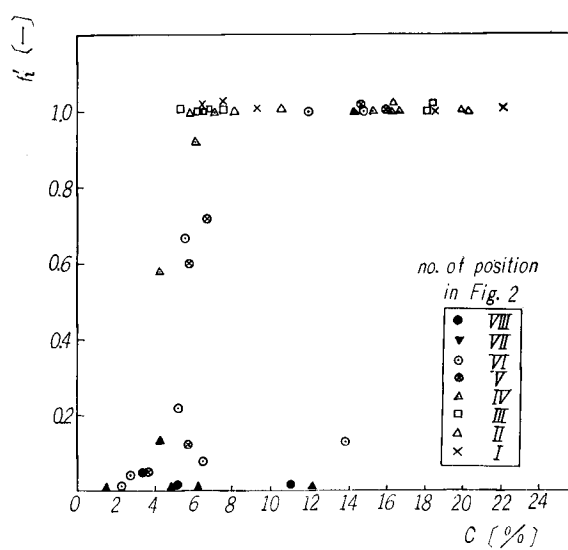 h' (—)
1.0
0.8
0.6
0.4
0.2
0 2 4 6 8 10 12 14 16 18 20 22 24
C [%]
no. of position
in Fig. 2
VIII
VII
VI
V
IV
III
II
I